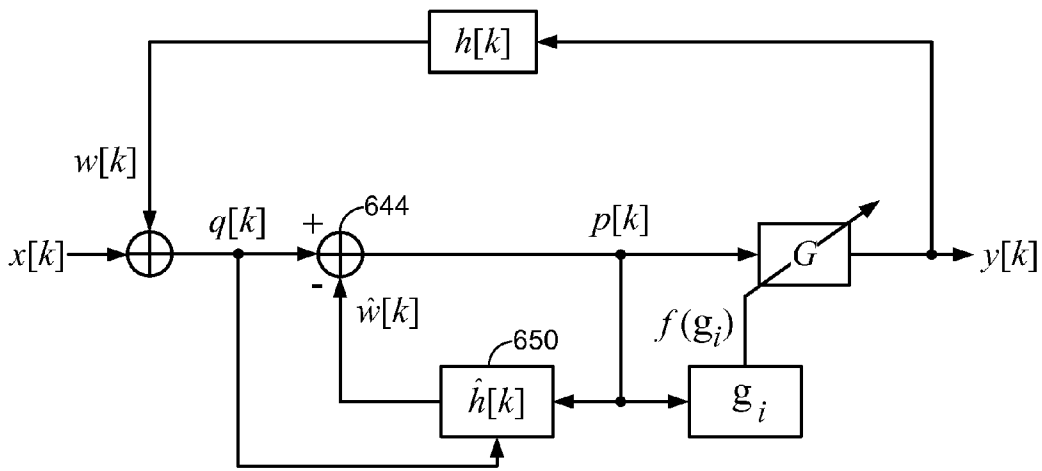 h[k]
w[k]
x[k]
q[k]
+
644
-
ŵ[k]
p[k]
G
y[k]
f(g_i)
650
ĥ[k]
g_i